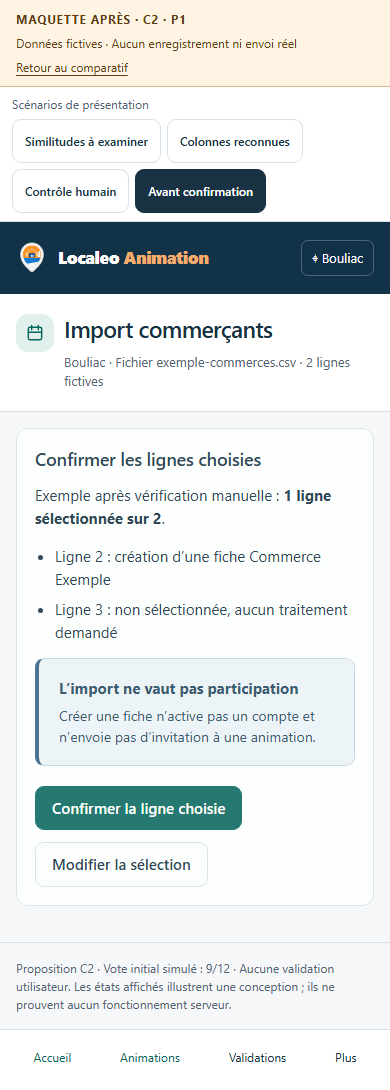 MAQUETTE APRÈS · C2 · P1
Données fictives · Aucun enregistrement ni envoi réel
Retour au comparatif
Scénarios de présentation
Similitudes à examiner
Colonnes reconnues
Contrôle humain
Avant confirmation
Localeo Animation
Bouliac
Import commerçants
Bouliac · Fichier exemple-commerces.csv · 2 lignes
fictives
Confirmer les lignes choisies
Exemple après vérification manuelle : 1 ligne
sélectionnée sur 2.
• Ligne 2 : création d’une fiche Commerce
Exemple
• Ligne 3 : non sélectionnée, aucun traitement
demandé
L’import ne vaut pas participation
Créer une fiche n’active pas un compte et
n’envoie pas d’invitation à une animation.
Confirmer la ligne choisie
Modifier la sélection
Proposition C2 · Vote initial simulé : 9/12 · Aucune validation
utilisateur. Les états affichés illustrent une conception ; ils ne
prouvent aucun fonctionnement serveur.
Accueil
Animations
Validations
Plus